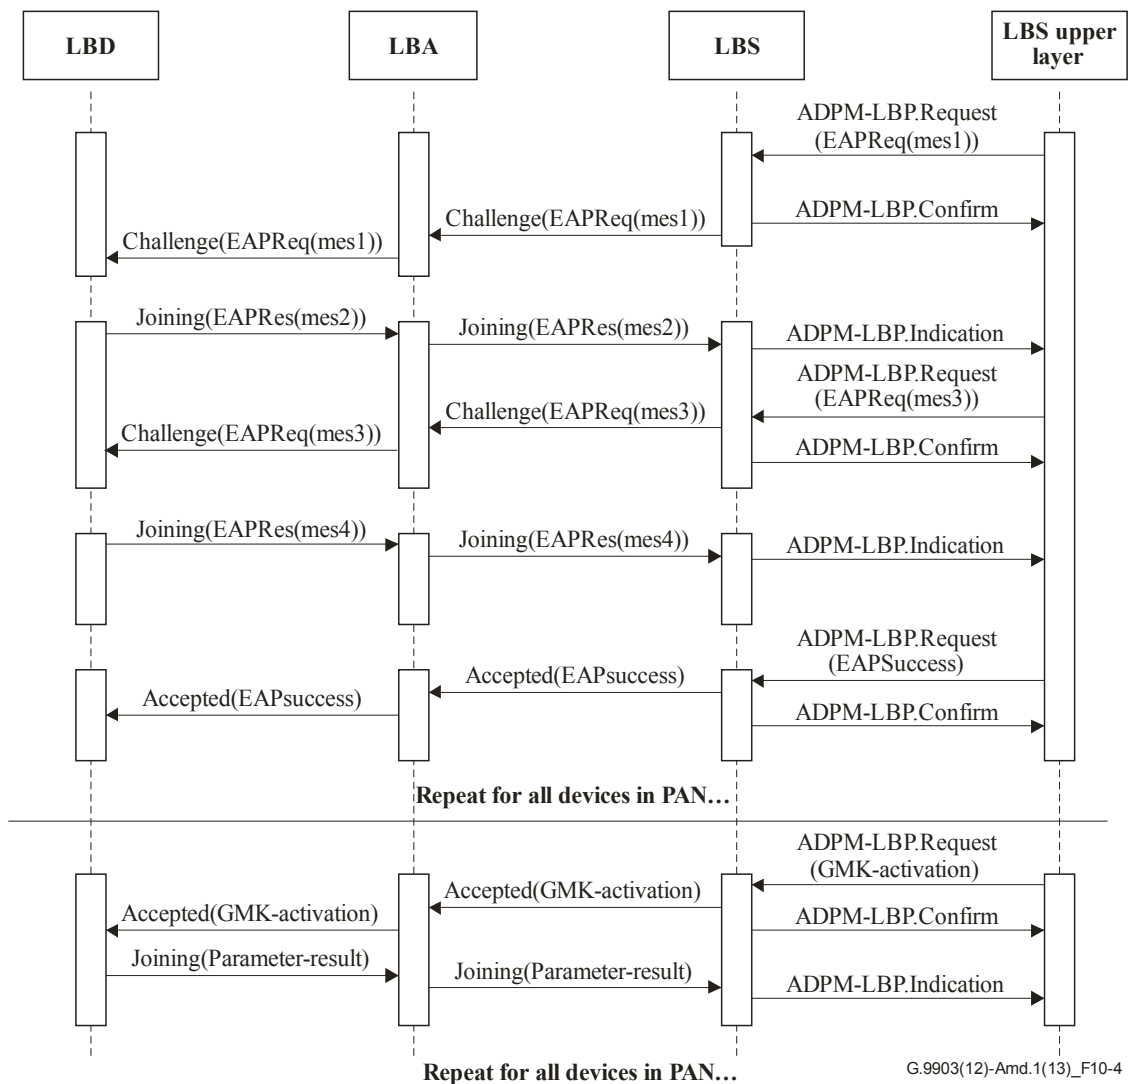 LBD
LBA
LBS
LBS upper
layer
ADPM-LBP.Request
(EAPReq(mes1))
ADPM-LBP.Confirm
Challenge(EAPReq(mes1))
Challenge(EAPReq(mes1))
Joining(EAPRes(mes2))
Joining(EAPRes(mes2))
ADPM-LBP.Indication
ADPM-LBP.Request
(EAPReq(mes3))
Challenge(EAPReq(mes3))
Challenge(EAPReq(mes3))
ADPM-LBP.Confirm
Joining(EAPRes(mes4))
Joining(EAPRes(mes4))
ADPM-LBP.Indication
ADPM-LBP.Request
(EAPSuccess)
Accepted(EAPsuccess)
Accepted(EAPsuccess)
ADPM-LBP.Confirm
Repeat for all devices in PAN…
ADPM-LBP.Request
(GMK-activation)
Accepted(GMK-activation)
Accepted(GMK-activation)
ADPM-LBP.Confirm
Joining(Parameter-result)
Joining(Parameter-result)
ADPM-LBP.Indication
Repeat for all devices in PAN…
G.9903(12)-Amd.1(13)_F10-4